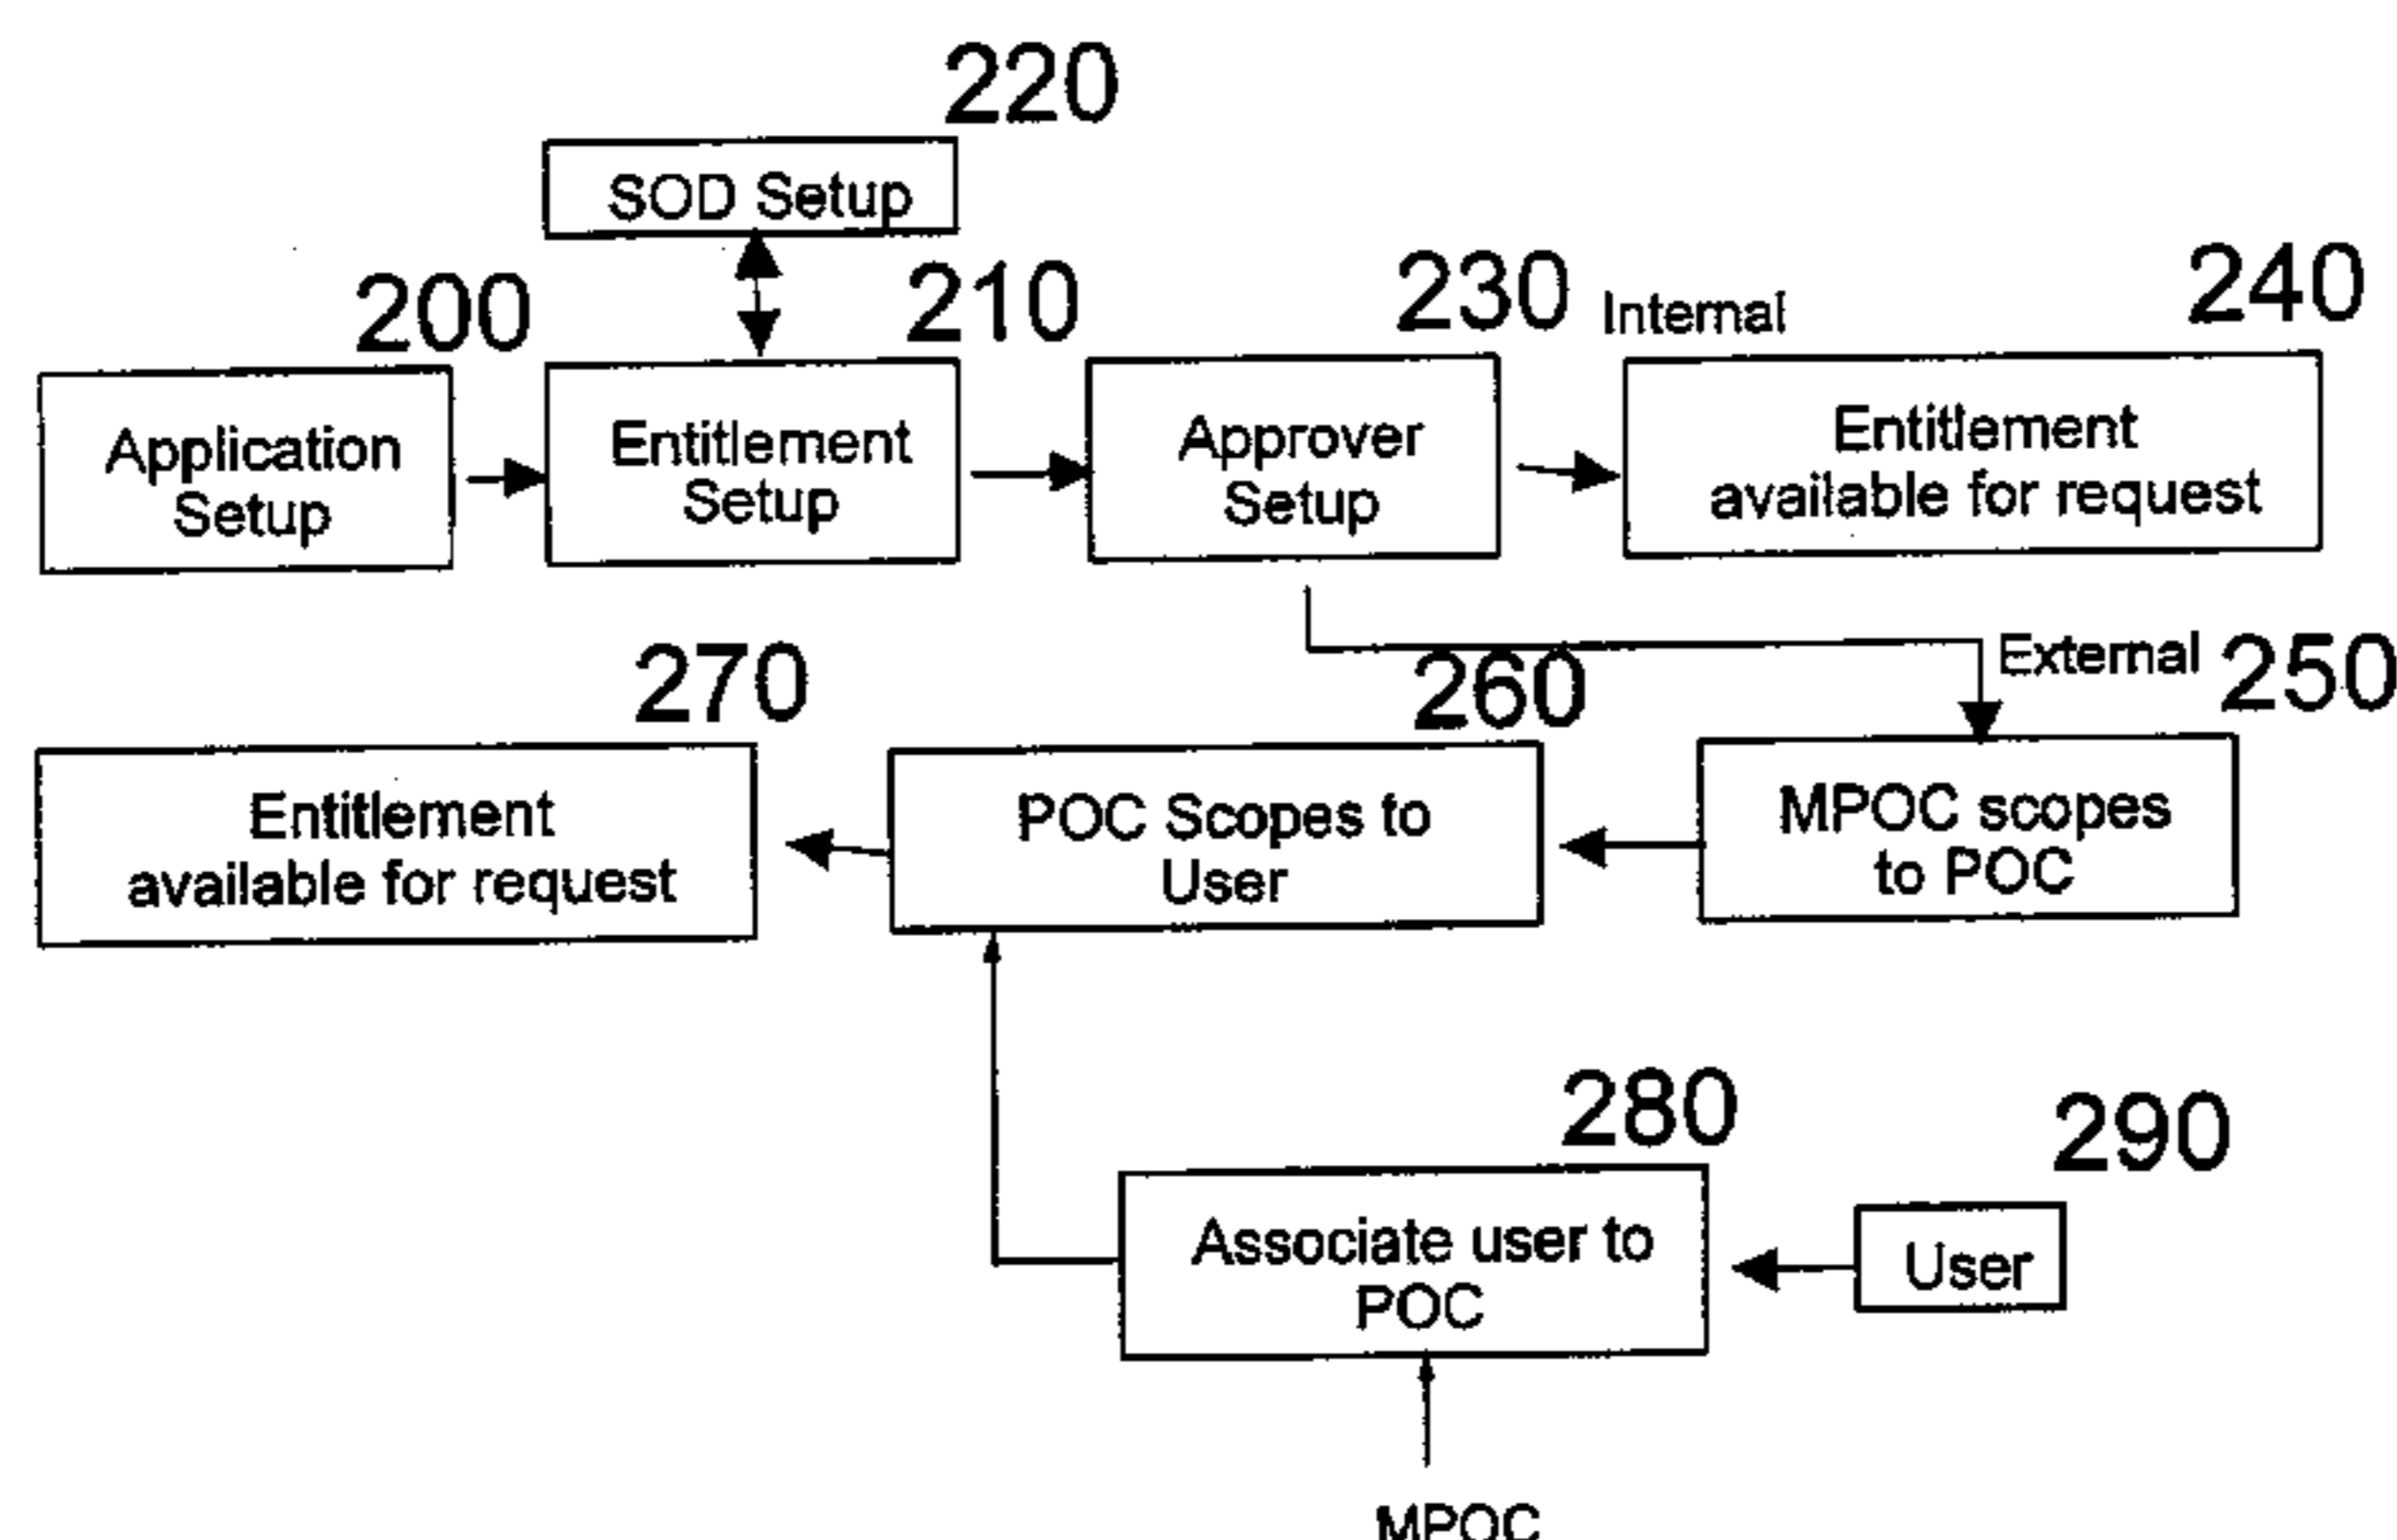 220
SOD Setup
200
210
230
Internal
240
Application
Setup
Entitlement
Setup
Approver
Setup
Entitlement
available for request
270
260
External
250
Entitlement
available for request
POC Scopes to
User
MPOC scopes
to POC
280
290
Associate user to
POC
User
MPOC